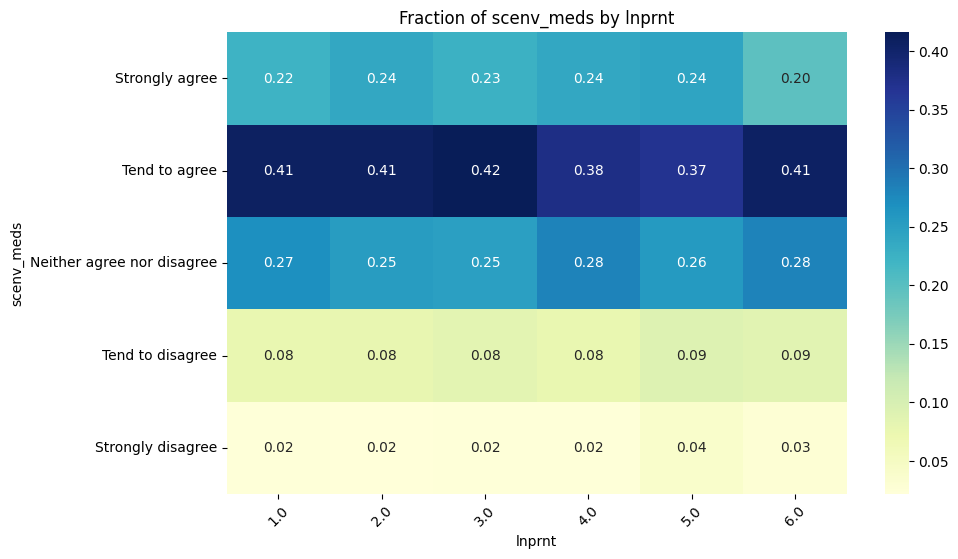 Fraction of scenv_meds by lnprnt
scenv_meds
Strongly agree 0.22 0.24 0.23 0.24 0.24 0.20
Tend to agree 0.41 0.41 0.42 0.38 0.37 0.41
Neither agree nor disagree 0.27 0.25 0.25 0.28 0.26 0.28
Tend to disagree 0.08 0.08 0.08 0.08 0.09 0.09
Strongly disagree 0.02 0.02 0.02 0.02 0.04 0.03
1.0 2.0 3.0 4.0 5.0 6.0
lnprnt
0.40
0.35
0.30
0.25
0.20
0.15
0.10
0.05